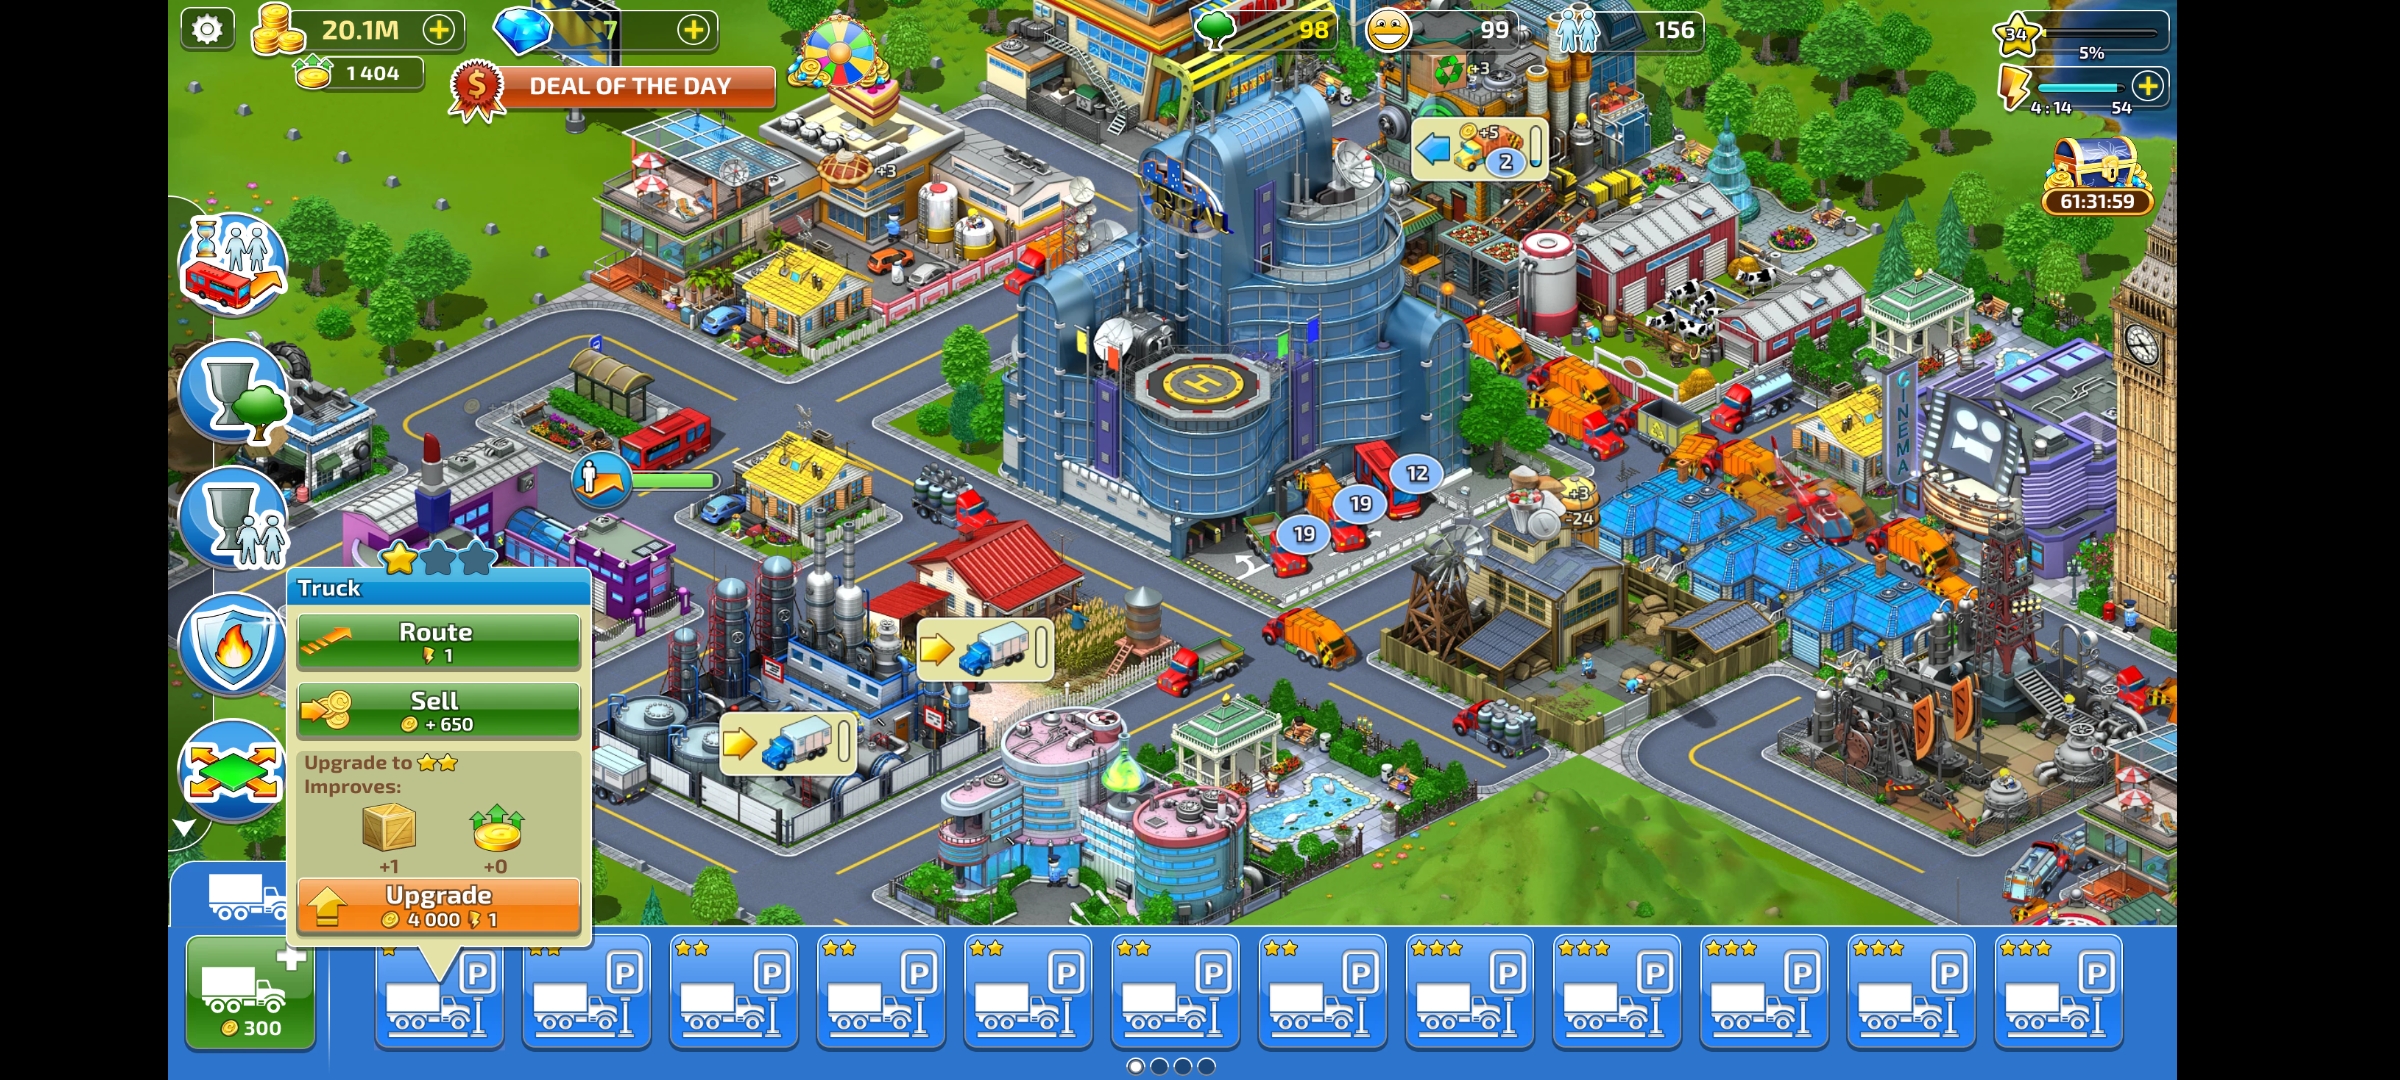 20.1M
7
98
99
156
34
5%
1 404
DEAL OF THE DAY
+3
4:14
54
+5
2
+3
61:31:59
CINEMA
H
12
19
19
+3
-24
Truck
Route
1
Sell
+ 650
Upgrade to
Improves:
+1
+0
Upgrade
4 000 1
300
P
P
P
P
P
P
P
P
P
P
P
P